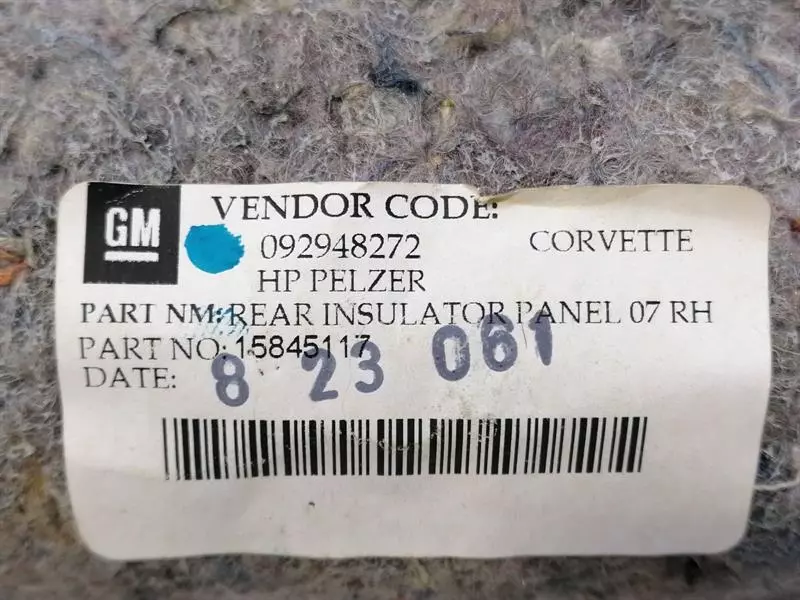 GM
VENDOR CODE:
092948272 CORVETTE
HP PELZER
PART NM: REAR INSULATOR PANEL 07 RH
PART NO: 15845117
DATE: 8 23 061